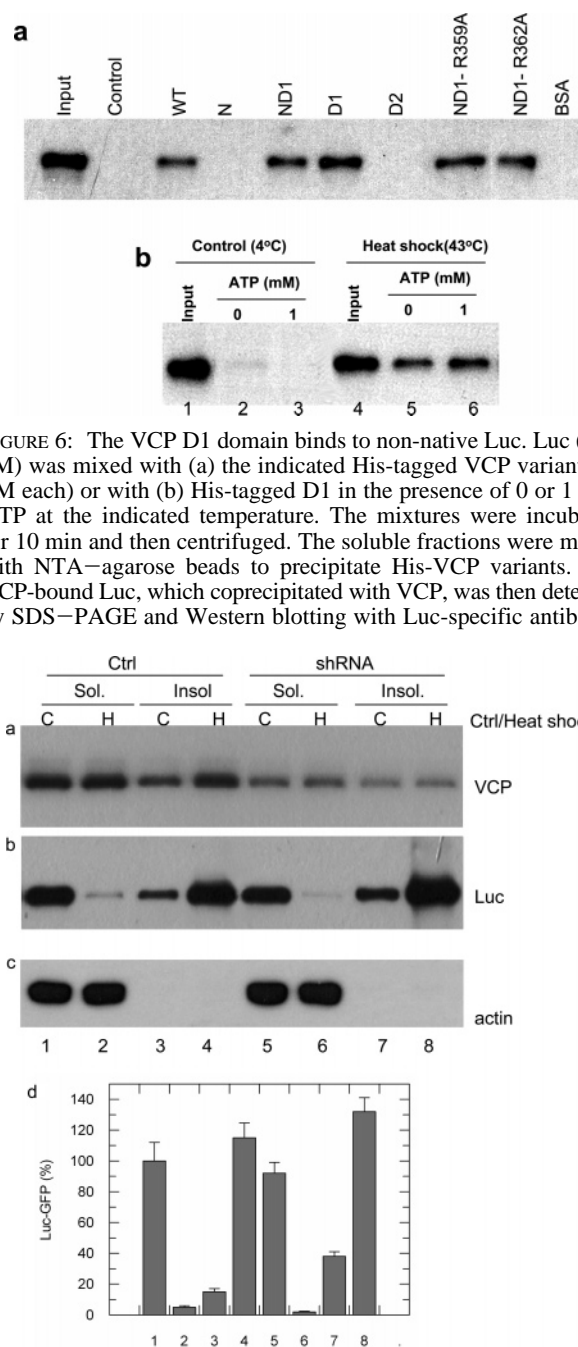 a
Input Control WT N ND1 D1 D2 ND1- R359A ND1- R362A BSA
b
Control (4°C) Heat shock(43°C)
Input ATP (mM) Input ATP (mM)
0 1 0 1
1 2 3 4 5 6
GURE 6: The VCP D1 domain binds to non-native Luc. Luc (
M) was mixed with (a) the indicated His-tagged VCP variant
M each) or with (b) His-tagged D1 in the presence of 0 or 1
TP at the indicated temperature. The mixtures were incub
r 10 min and then centrifuged. The soluble fractions were m
ith NTA−agarose beads to precipitate His-VCP variants.
CP-bound Luc, which coprecipitated with VCP, was then dete
y SDS−PAGE and Western blotting with Luc-specific antib
Ctrl shRNA
Sol. Insol Sol. Insol.
C H C H C H C H Ctrl/Heat shoc
a
VCP
b
Luc
c
actin
1 2 3 4 5 6 7 8
d
Luc-GFP (%)
140
120
100
80
60
40
20
0
1 2 3 4 5 6 7 8